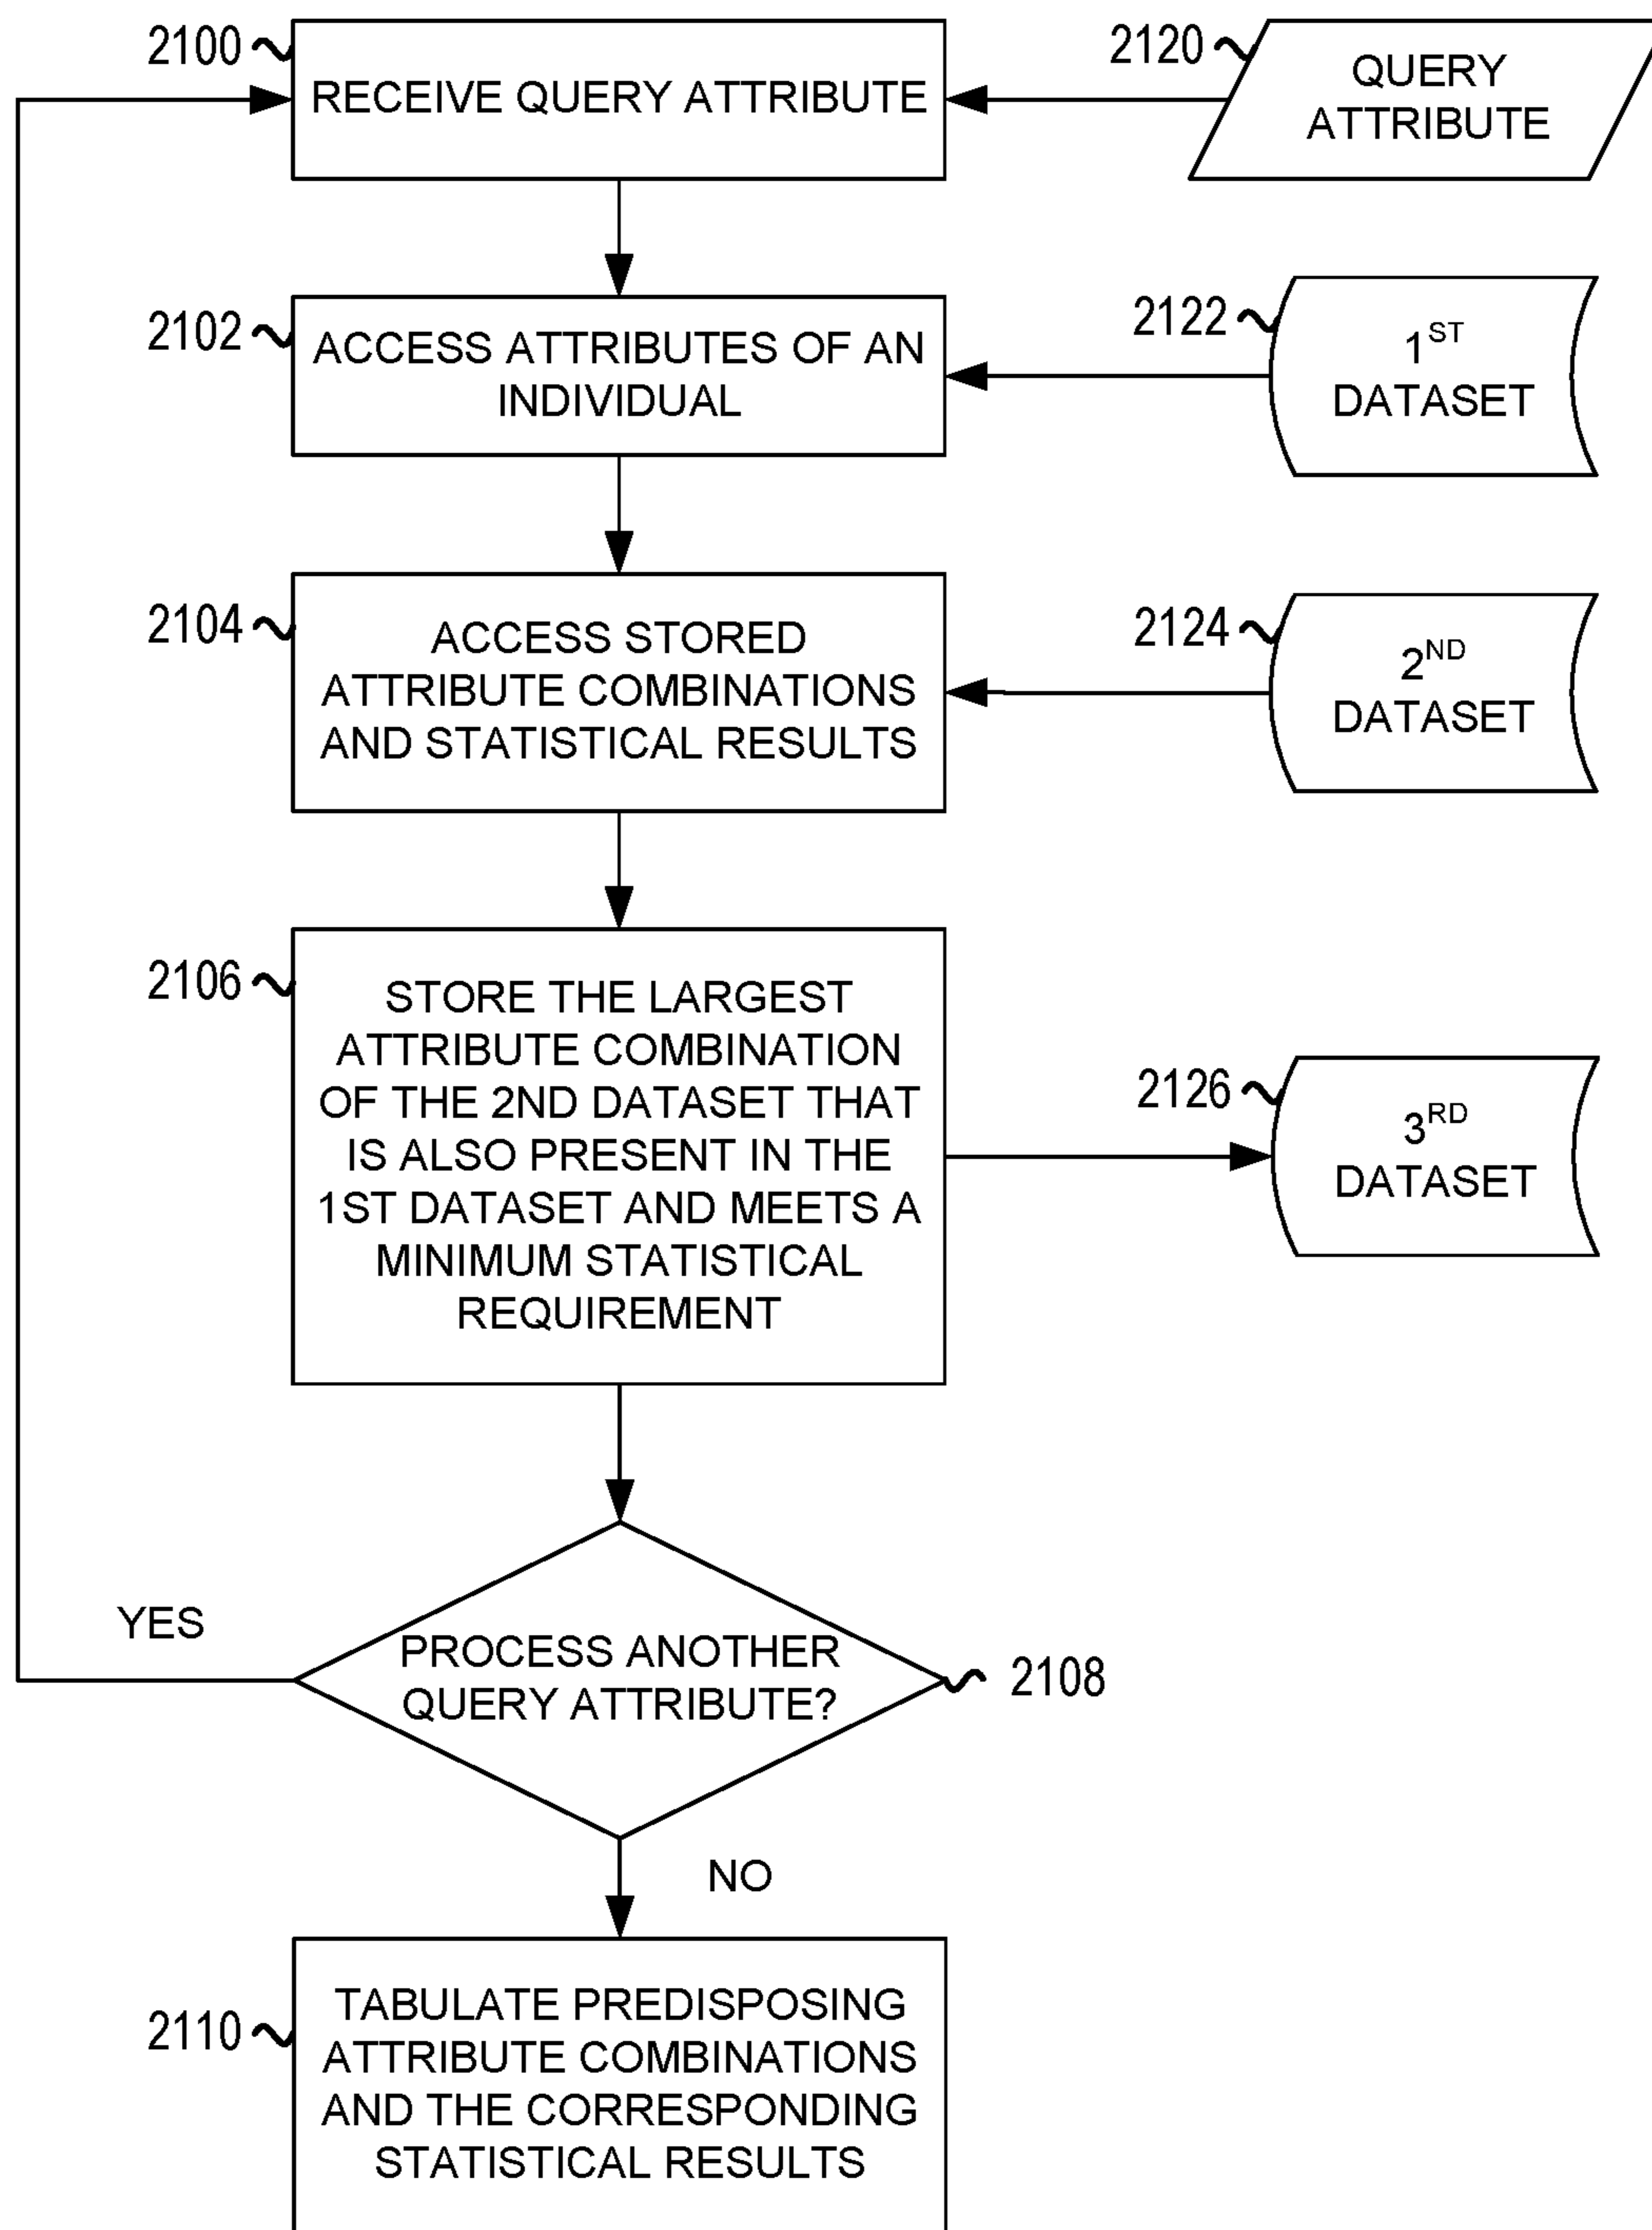 2100
RECEIVE QUERY ATTRIBUTE
2120
QUERY
ATTRIBUTE
2102
ACCESS ATTRIBUTES OF AN
INDIVIDUAL
2122
1ST
DATASET
2104
ACCESS STORED
ATTRIBUTE COMBINATIONS
AND STATISTICAL RESULTS
2124
2ND
DATASET
2106
STORE THE LARGEST
ATTRIBUTE COMBINATION
OF THE 2ND DATASET THAT
IS ALSO PRESENT IN THE
1ST DATASET AND MEETS A
MINIMUM STATISTICAL
REQUIREMENT
2126
3RD
DATASET
YES
PROCESS ANOTHER
QUERY ATTRIBUTE?
2108
NO
2110
TABULATE PREDISPOSING
ATTRIBUTE COMBINATIONS
AND THE CORRESPONDING
STATISTICAL RESULTS